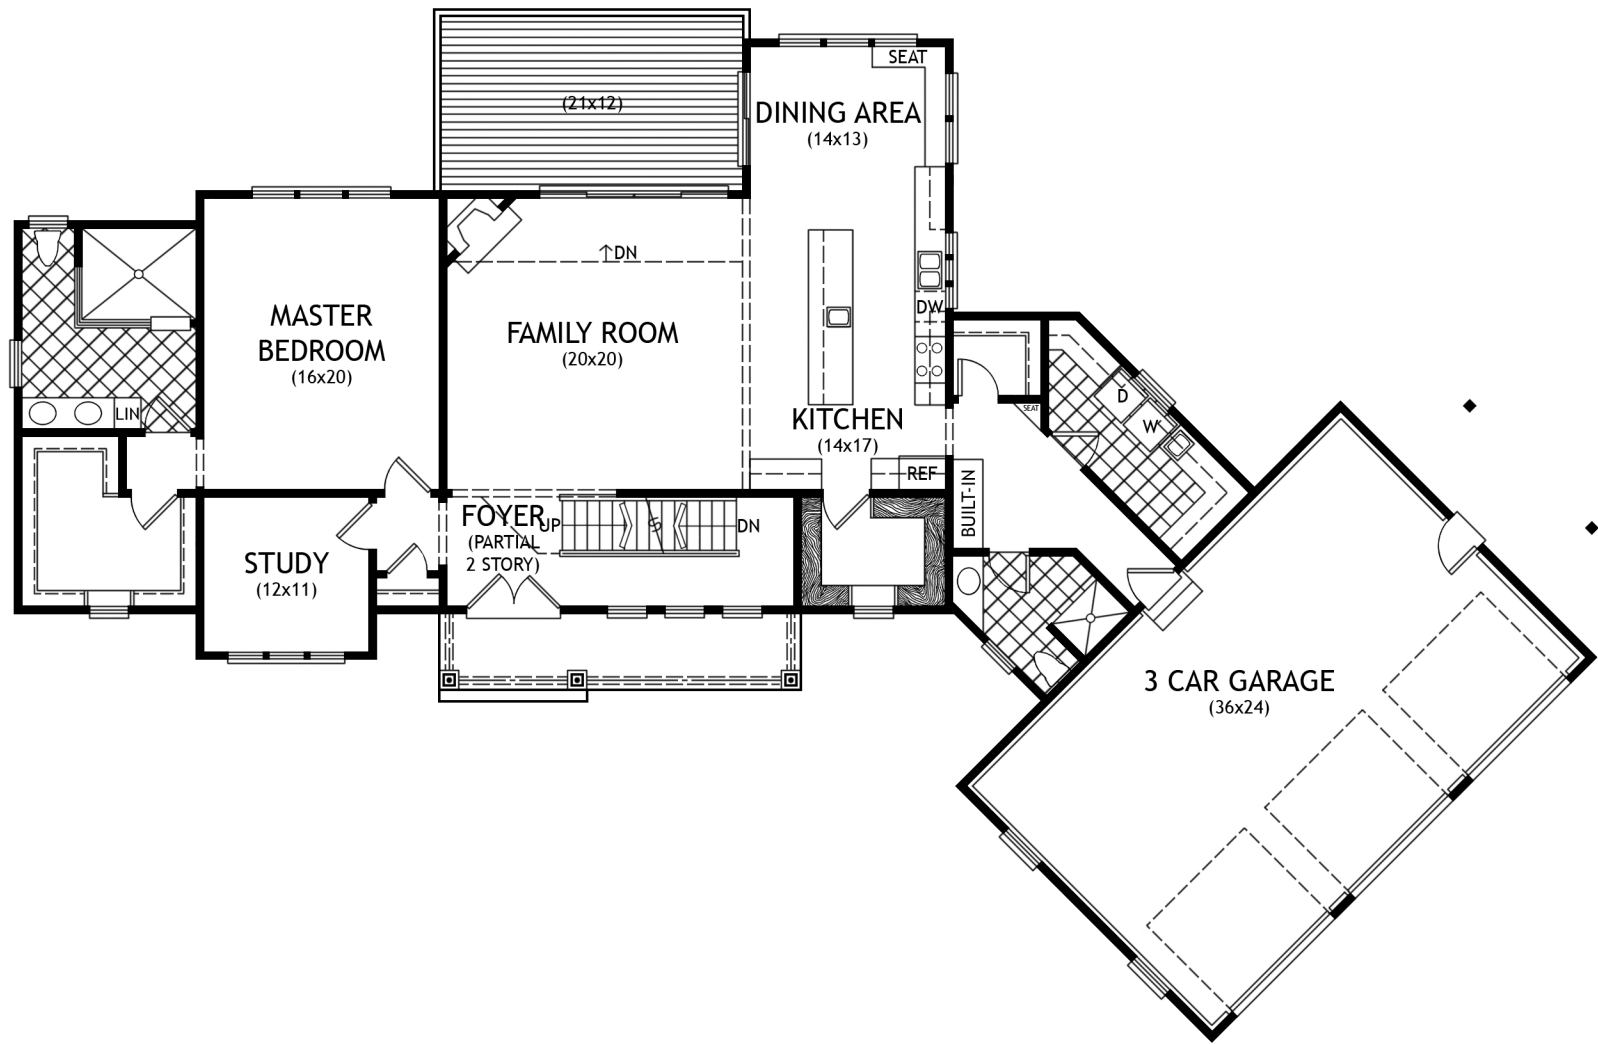 SEAT
(21x12)
DINING AREA
(14x13)
DN
MASTER
BEDROOM
(16x20)
FAMILY ROOM
(20x20)
DW
LIN
KITCHEN
(14x17)
REF
SEAT
D
W
BUILT-IN
FOYER
(PARTIAL
2 STORY)
UP
DN
STUDY
(12x11)
3 CAR GARAGE
(36x24)